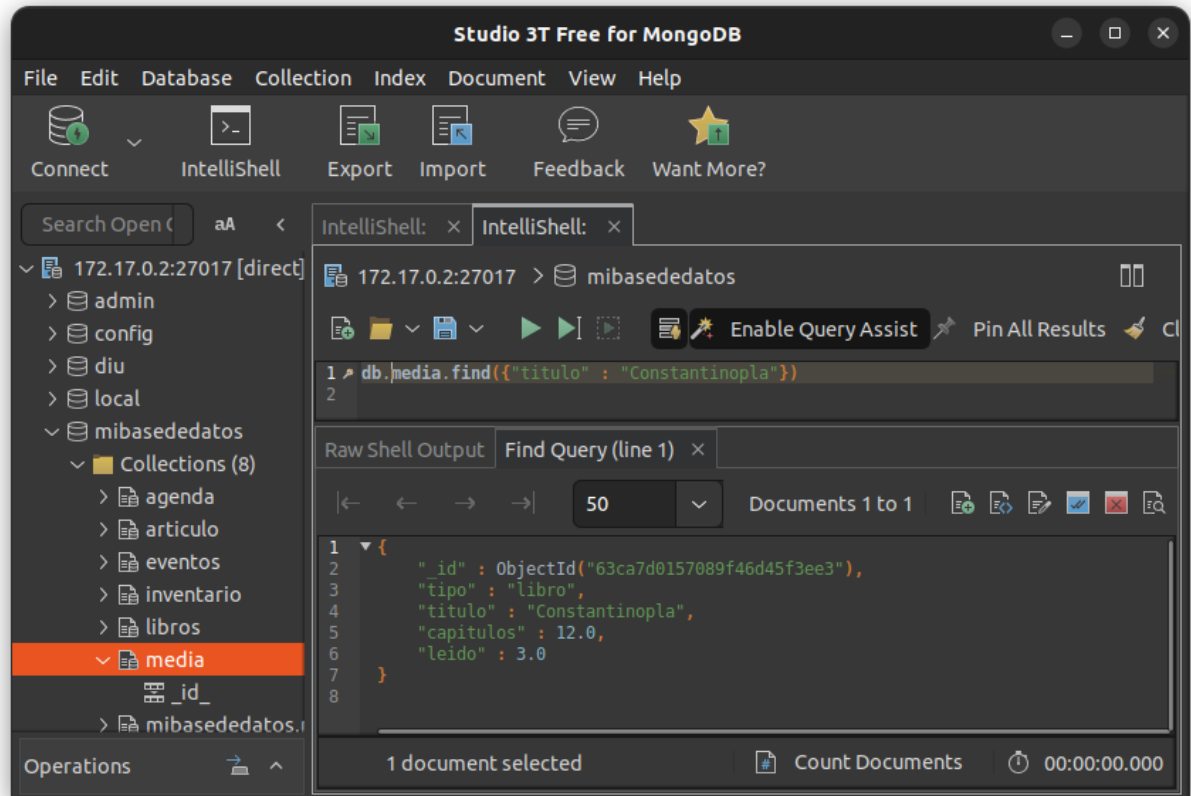 Studio 3T Free for MongoDB
File Edit Database Collection Index Document View Help
Connect IntelliShell Export Import Feedback Want More?
Search Open aA
IntelliShell: × IntelliShell: ×
172.17.0.2:27017 [direct]
admin
config
diu
local
mibasededatos
Collections (8)
agenda
articulo
eventos
inventario
libros
media
_id_
mibasededatos.
Operations
172.17.0.2:27017 > mibasededatos
Enable Query Assist Pin All Results Cl
1 db.media.find({"titulo" : "Constantinopla"})
2
Raw Shell Output Find Query (line 1) ×
50 Documents 1 to 1
1 {
2 "_id" : ObjectId("63ca7d0157089f46d45f3ee3"),
3 "tipo" : "libro",
4 "titulo" : "Constantinopla",
5 "capitulos" : 12.0,
6 "leido" : 3.0
7 }
8
1 document selected Count Documents 00:00:00.000